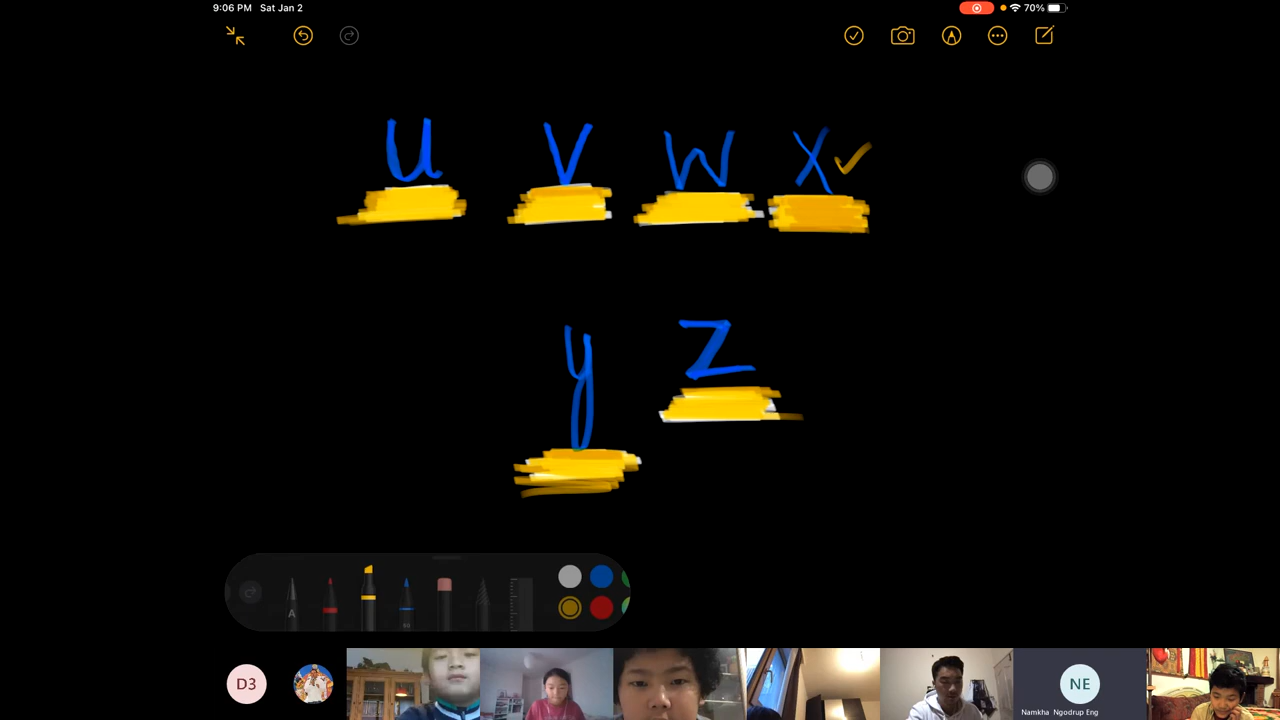 9:06 PM Sat Jan 2
70%
u v w x
y z
A
D3
NE
Namkha Ngodrup Eng